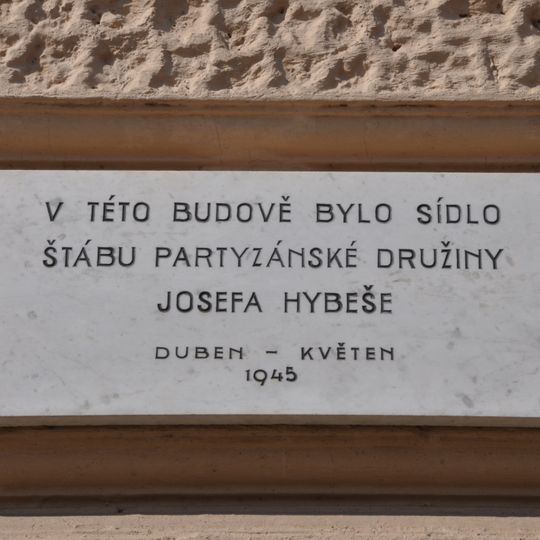 V TÉTO BUDOVĚ BYLO SÍDLO
ŠTÁBU PARTYZÁNSKÉ DRUŽINY
JOSEFA HYBEŠE
DUBEN – KVĚTEN
1945